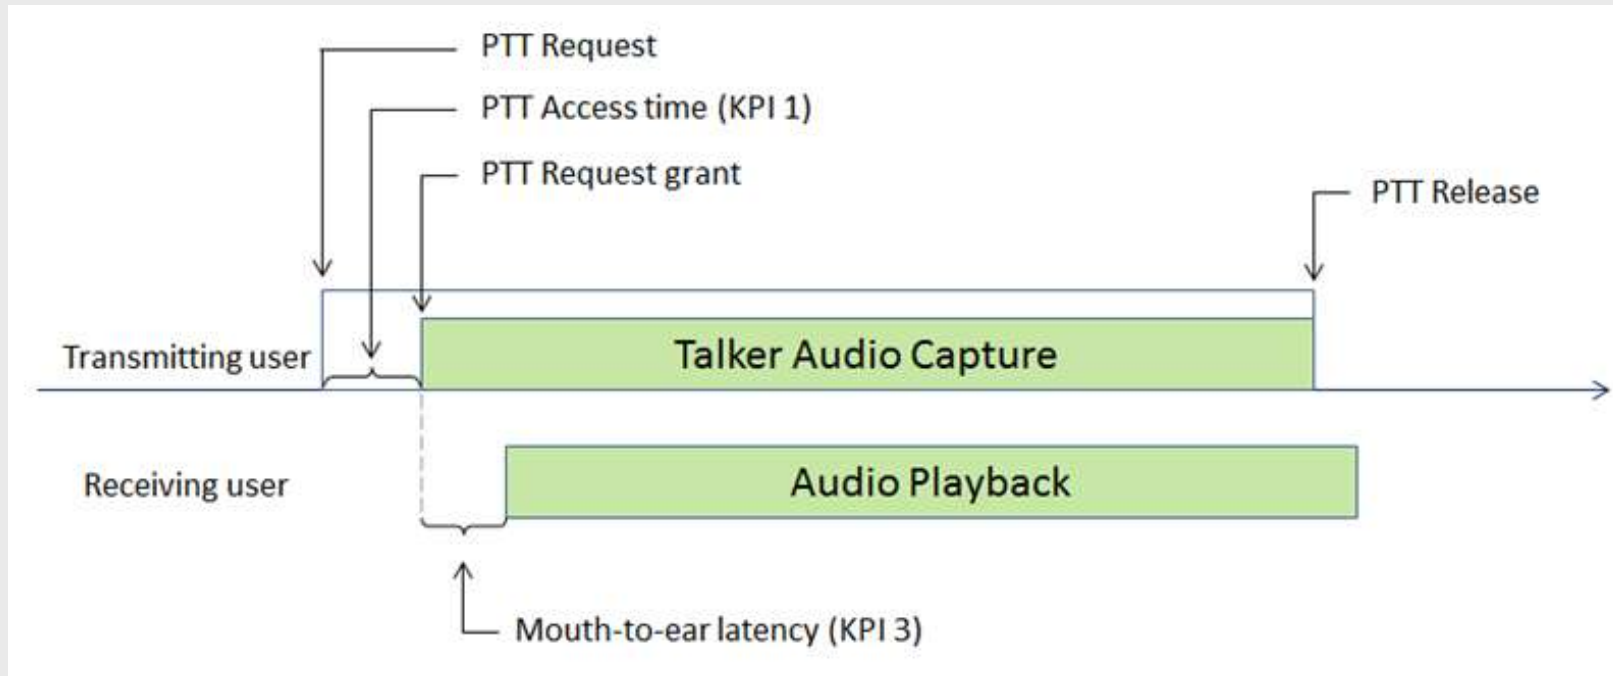 PTT Request
PTT Access time (KPI 1)
PTT Request grant
PTT Release
Transmitting user
Talker Audio Capture
Receiving user
Audio Playback
Mouth-to-ear latency (KPI 3)